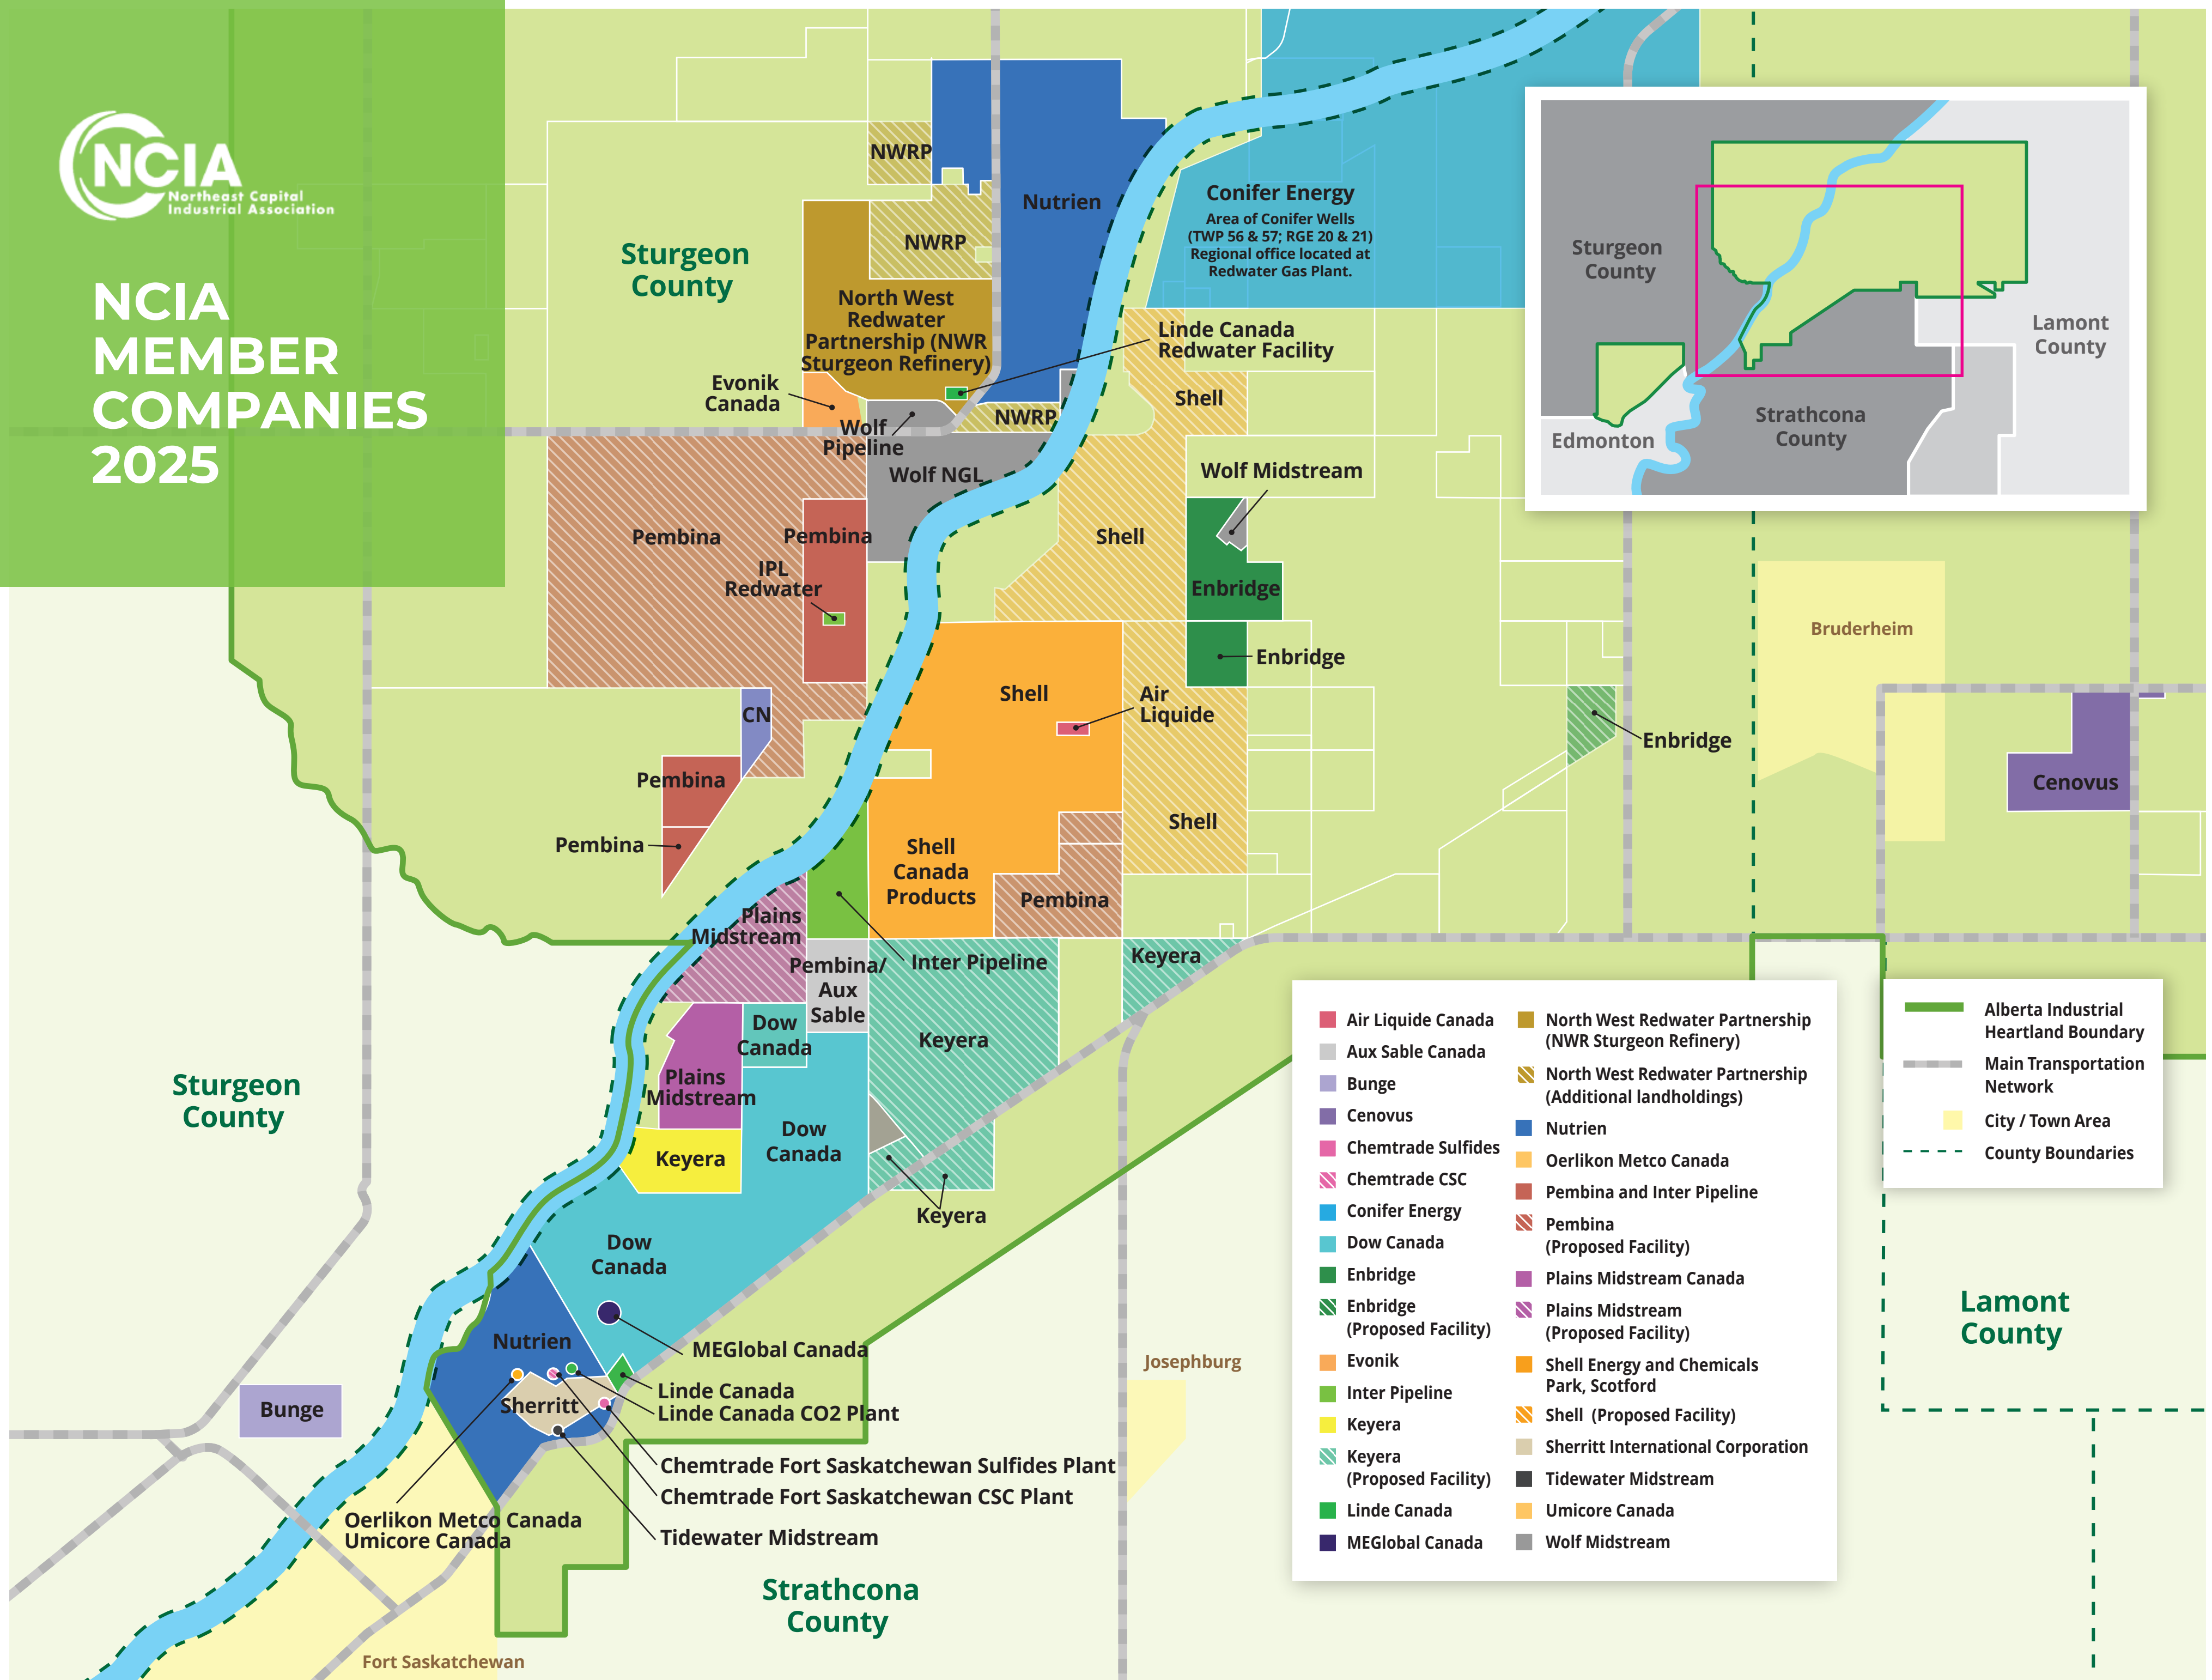 NCIA
Northeast Capital
Industrial Association
NCIA
MEMBER
COMPANIES
2025
Sturgeon
County
NWRP
NWRP
Nutrien
Conifer Energy
Area of Conifer Wells
(TWP 56 & 57; RGE 20 & 21)
Regional office located at
Redwater Gas Plant.
North West
Redwater
Partnership (NWR
Sturgeon Refinery)
Linde Canada
Redwater Facility
Evonik
Canada
Wolf
Pipeline
NWRP
Shell
Wolf NGL
Wolf Midstream
Pembina
Pembina
Shell
IPL
Redwater
Enbridge
Enbridge
Shell
Air
Liquide
CN
Enbridge
Bruderheim
Cenovus
Pembina
Pembina
Shell
Shell
Canada
Products
Pembina
Plains
Midstream
Inter Pipeline
Keyera
Pembina/
Aux
Sable
Dow
Canada
Keyera
Plains
Midstream
Dow
Canada
Keyera
Keyera
Dow
Canada
Sturgeon
County
Nutrien
MEGlobal Canada
Linde Canada
Linde Canada CO2 Plant
Sherritt
Bunge
Chemtrade Fort Saskatchewan Sulfides Plant
Chemtrade Fort Saskatchewan CSC Plant
Tidewater Midstream
Oerlikon Metco Canada
Umicore Canada
Strathcona
County
Fort Saskatchewan
Josephburg
Lamont
County
Sturgeon
County
Lamont
County
Strathcona
County
Edmonton
Air Liquide Canada
Aux Sable Canada
Bunge
Cenovus
Chemtrade Sulfides
Chemtrade CSC
Conifer Energy
Dow Canada
Enbridge
Enbridge
(Proposed Facility)
Evonik
Inter Pipeline
Keyera
Keyera
(Proposed Facility)
Linde Canada
MEGlobal Canada
North West Redwater Partnership
(NWR Sturgeon Refinery)
North West Redwater Partnership
(Additional landholdings)
Nutrien
Oerlikon Metco Canada
Pembina and Inter Pipeline
Pembina
(Proposed Facility)
Plains Midstream Canada
Plains Midstream
(Proposed Facility)
Shell Energy and Chemicals
Park, Scotford
Shell (Proposed Facility)
Sherritt International Corporation
Tidewater Midstream
Umicore Canada
Wolf Midstream
Alberta Industrial
Heartland Boundary
Main Transportation
Network
City / Town Area
County Boundaries